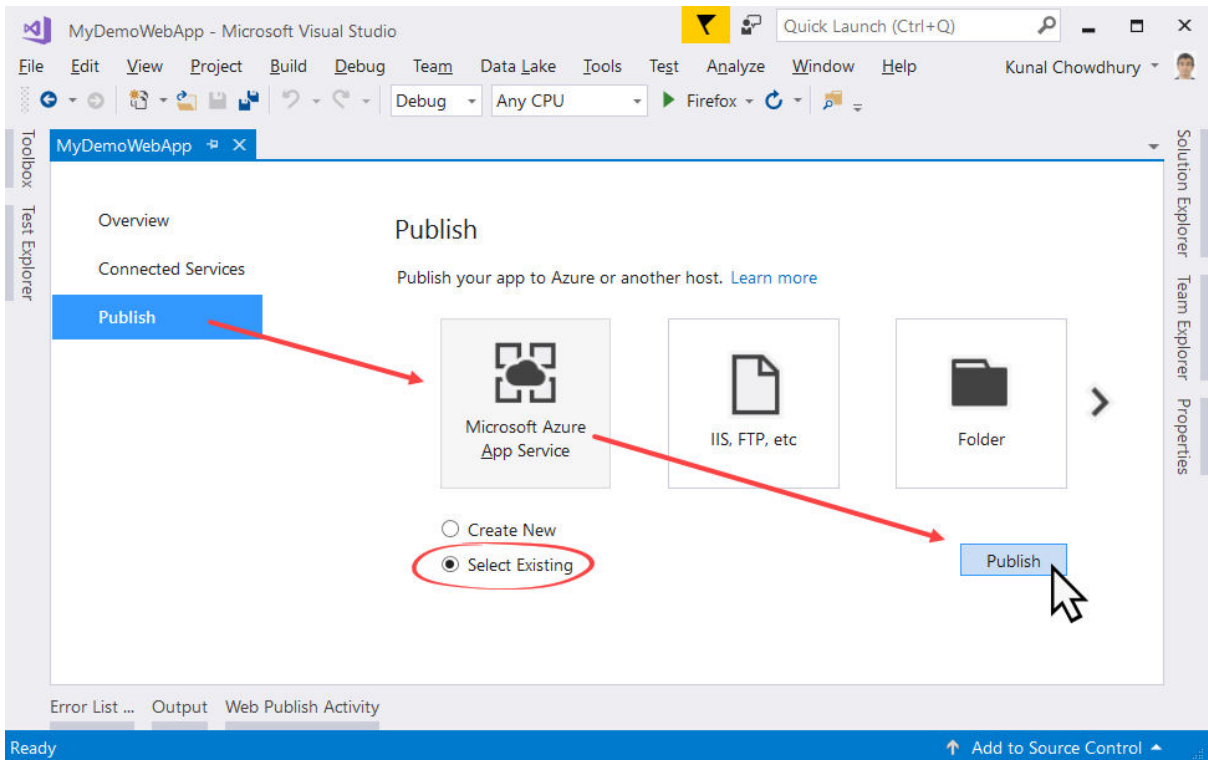 MyDemoWebApp - Microsoft Visual Studio
Quick Launch (Ctrl+Q)
File Edit View Project Build Debug Team Data Lake Tools Test Analyze Window Help Kunal Chowdhury
Debug Any CPU Firefox
Toolbox
Test Explorer
MyDemoWebApp
Overview
Connected Services
Publish
Publish
Publish your app to Azure or another host. Learn more
Microsoft Azure
App Service
IIS, FTP, etc
Folder
Create New
Select Existing
Publish
Solution Explorer
Team Explorer
Properties
Error List ... Output Web Publish Activity
Ready Add to Source Control